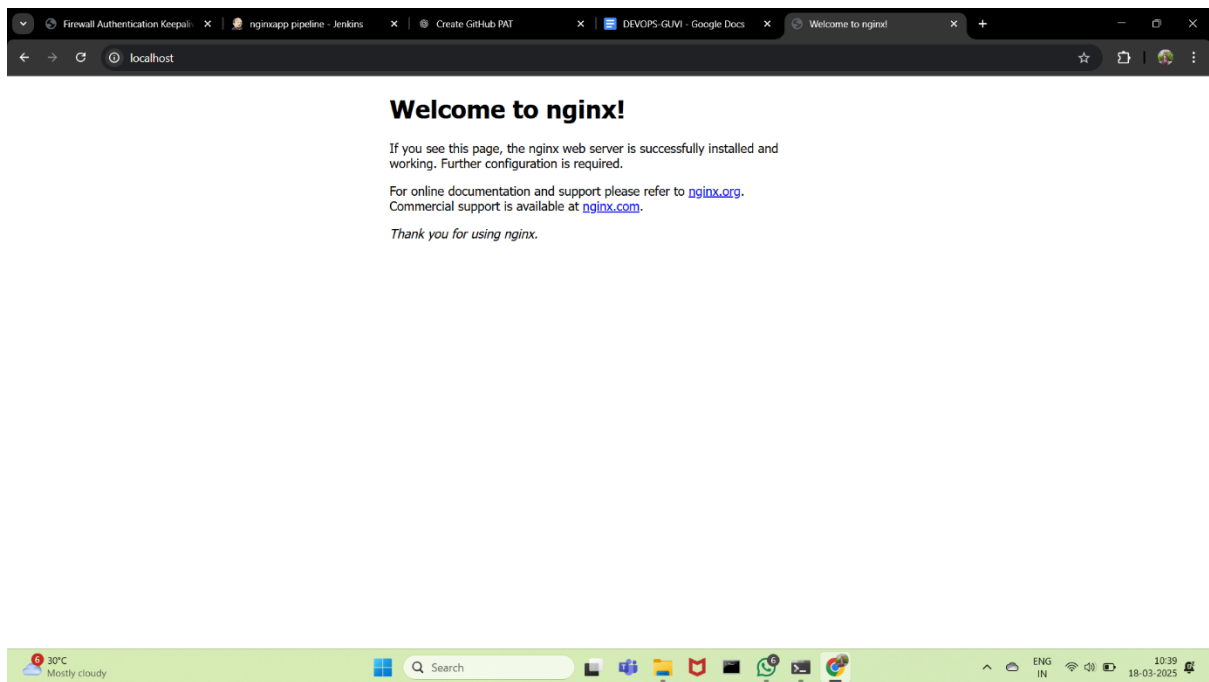 Firewall Authentication Keepaliv
nginxapp pipeline - Jenkins
Create GitHub PAT
DEVOPS-GUVI - Google Docs
Welcome to nginx!
localhost
Welcome to nginx!
If you see this page, the nginx web server is successfully installed and
working. Further configuration is required.
For online documentation and support please refer to nginx.org.
Commercial support is available at nginx.com.
Thank you for using nginx.
6
30°C
Mostly cloudy
Search
ENG
IN
10:39
18-03-2025